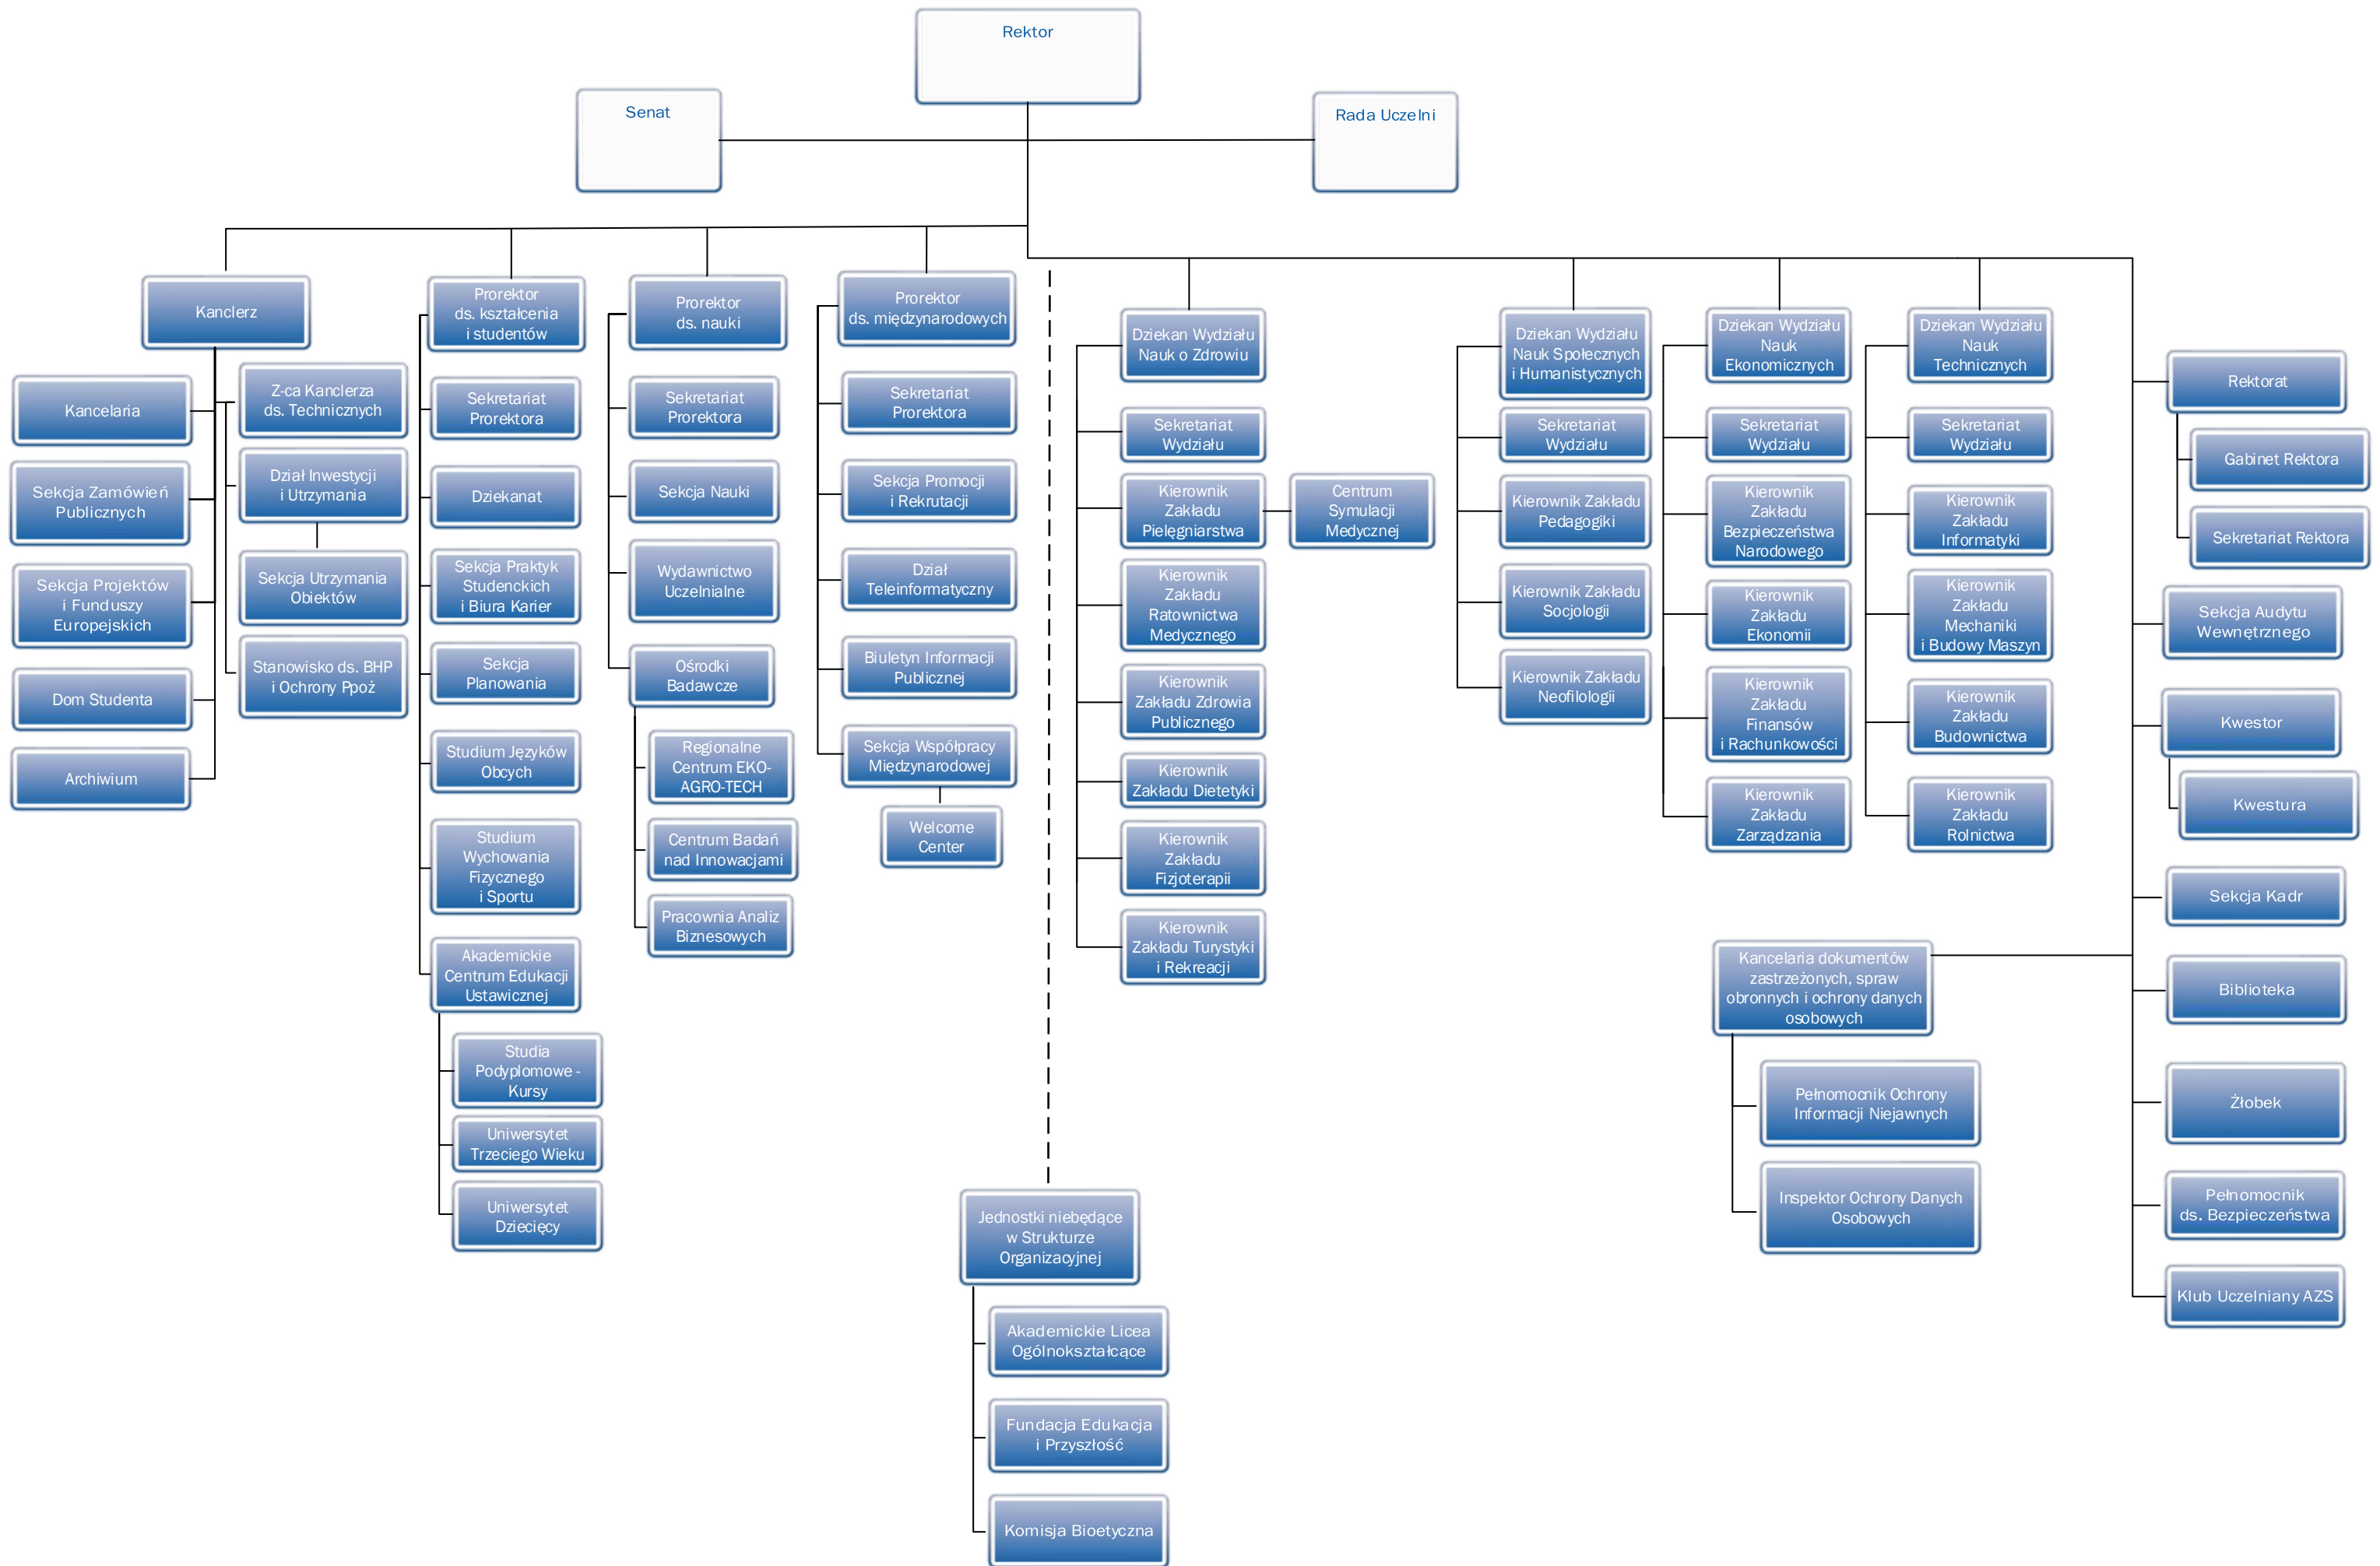 Rektor
Senat
Rada Uczelni
Kanclerz
Kancelaria
Sekcja Zamówień
Publicznych
Sekcja Projektów
i Funduszy
Europejskich
Dom Studenta
Archiwium
Z-ca Kanclerza
ds. Technicznych
Dział Inwestycji
i Utrzymania
Sekcja Utrzymania
Obiektów
Stanowisko ds. BHP
i Ochrony Ppoż
Prorektor
ds. kształcenia
i studentów
Sekretariat
Prorektora
Dziekanat
Sekcja Praktyk
Studenckich
i Biura Karier
Sekcja
Planowania
Studium Języków
Obcych
Studium
Wychowania
Fizycznego
i Sportu
Akademickie
Centrum Edukacji
Ustawicznej
Studia
Podyplomowe -
Kursy
Uniwersytet
Trzeciego Wieku
Uniwersytet
Dziecięcy
Prorektor
ds. nauki
Sekretariat
Prorektora
Sekcja Nauki
Wydawnictwo
Uczelnialne
Ośrodki
Badawcze
Regionalne
Centrum EKO-
AGRO-TECH
Centrum Badań
nad Innowacjami
Pracownia Analiz
Biznesowych
Prorektor
ds. międzynarodowych
Sekretariat
Prorektora
Sekcja Promocji
i Rekrutacji
Dział
Teleinformatyczny
Biuletyn Informacji
Publicznej
Sekcja Współpracy
Międzynarodowej
Welcome
Center
Jednostki niebędące
w Strukturze
Organizacyjnej
Akademickie Licea
Ogólnokształcące
Fundacja Edukacja
i Przyszłość
Komisja Bioetyczna
Dziekan Wydziału
Nauk o Zdrowiu
Sekretariat
Wydziału
Kierownik
Zakładu
Pielęgniarstwa
Centrum
Symulacji
Medycznej
Kierownik
Zakładu
Ratownictwa
Medycznego
Kierownik
Zakładu Zdrowia
Publicznego
Kierownik
Zakładu Dietetyki
Kierownik
Zakładu
Fizjoterapii
Kierownik
Zakładu Turystyki
i Rekreacji
Dziekan Wydziału
Nauk Społecznych
i Humanistycznych
Sekretariat
Wydziału
Kierownik Zakładu
Pedagogiki
Kierownik Zakładu
Socjologii
Kierownik Zakładu
Neofilologii
Dziekan Wydziału
Nauk
Ekonomicznych
Sekretariat
Wydziału
Kierownik
Zakładu
Bezpieczeństwa
Narodowego
Kierownik
Zakładu
Ekonomii
Kierownik
Zakładu
Finansów
i Rachunkowości
Kierownik
Zakładu
Zarządzania
Dziekan Wydziału
Nauk
Technicznych
Sekretariat
Wydziału
Kierownik
Zakładu
Informatyki
Kierownik
Zakładu
Mechaniki
i Budowy Maszyn
Kierownik
Zakładu
Budownictwa
Kierownik
Zakładu
Rolnictwa
Kancelaria dokumentów
zastrzeżonych, spraw
obronnych i ochrony danych
osobowych
Pełnomocnik Ochrony
Informacji Niejawnych
Inspektor Ochrony Danych
Osobowych
Rektorat
Gabinet Rektora
Sekretariat Rektora
Sekcja Audytu
Wewnętrznego
Kwestor
Kwestura
Sekcja Kadr
Biblioteka
Żłobek
Pełnomocnik
ds. Bezpieczeństwa
Klub Uczelniany AZS